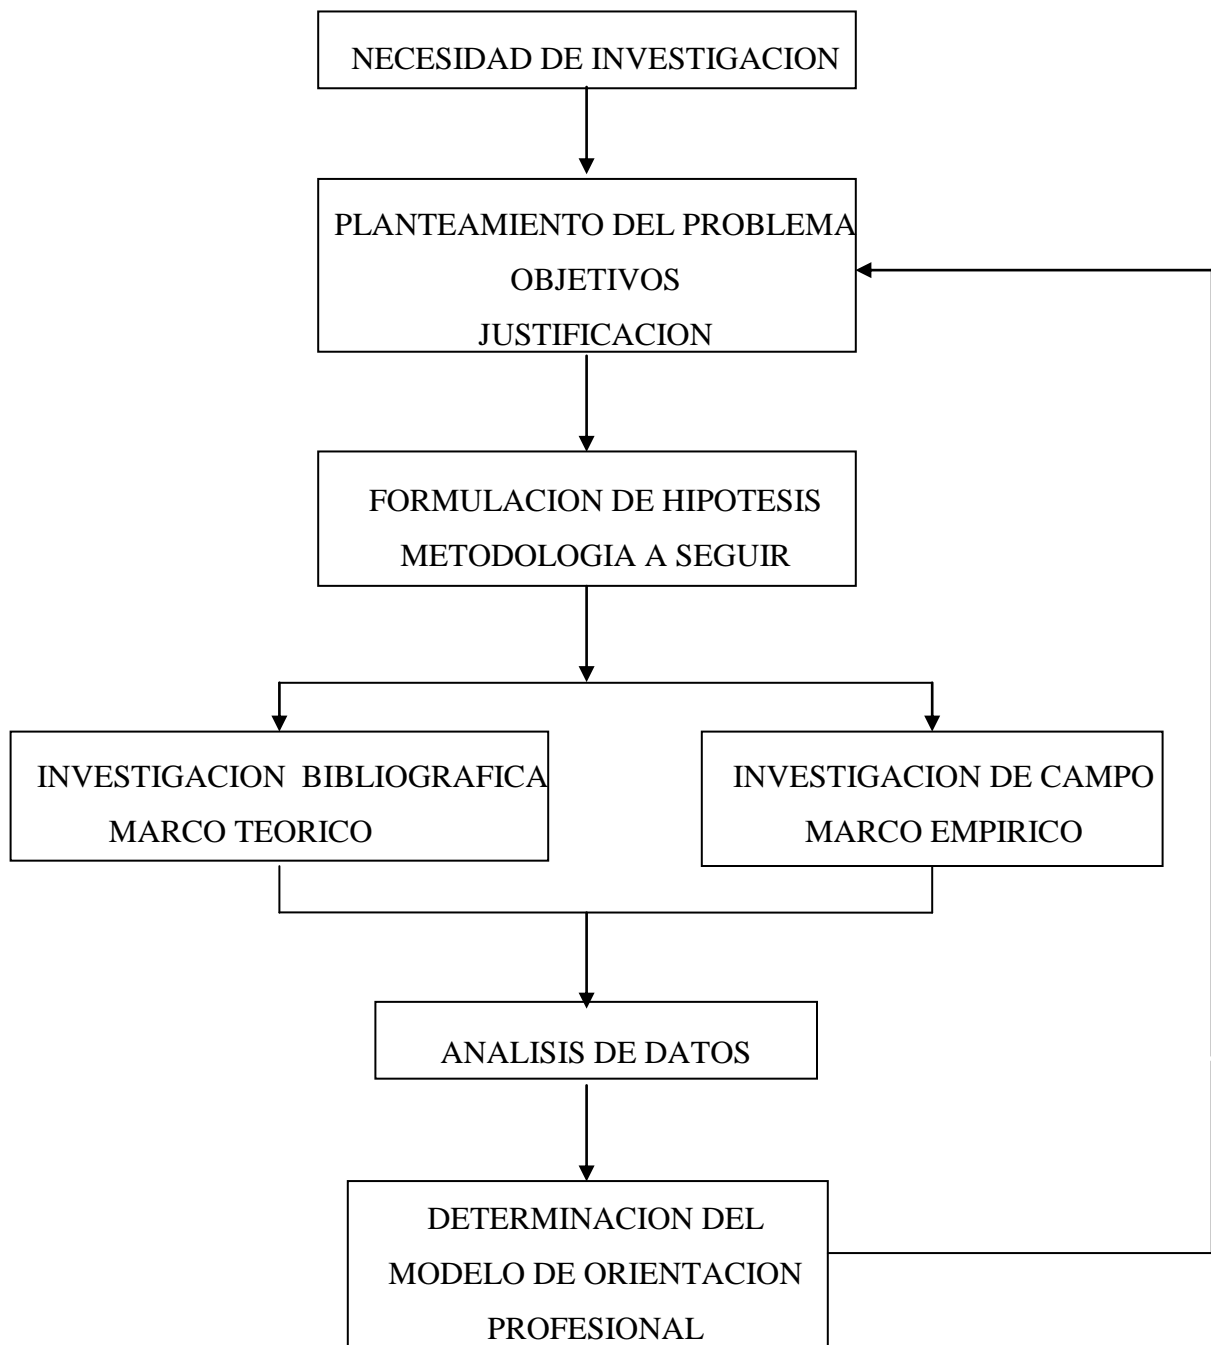 NECESIDAD DE INVESTIGACION
PLANTEAMIENTO DEL PROBLEMA
OBJETIVOS
JUSTIFICACION
FORMULACION DE HIPOTESIS
METODOLOGIA A SEGUIR
INVESTIGACION BIBLIOGRAFICA
MARCO TEORICO
INVESTIGACION DE CAMPO
MARCO EMPIRICO
ANALISIS DE DATOS
DETERMINACION DEL
MODELO DE ORIENTACION
PROFESIONAL